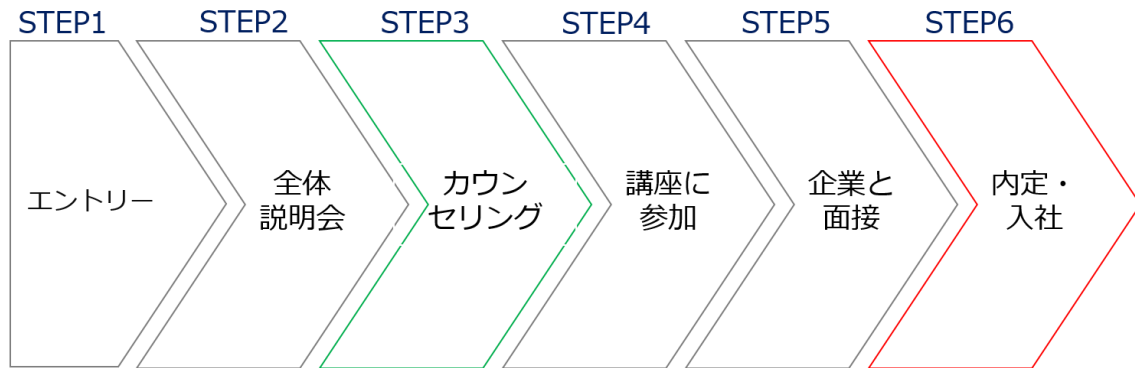 STEP1
エントリー
STEP2
全体
説明会
STEP3
カウン
セリング
STEP4
講座に
参加
STEP5
企業と
面接
STEP6
内定・
入社